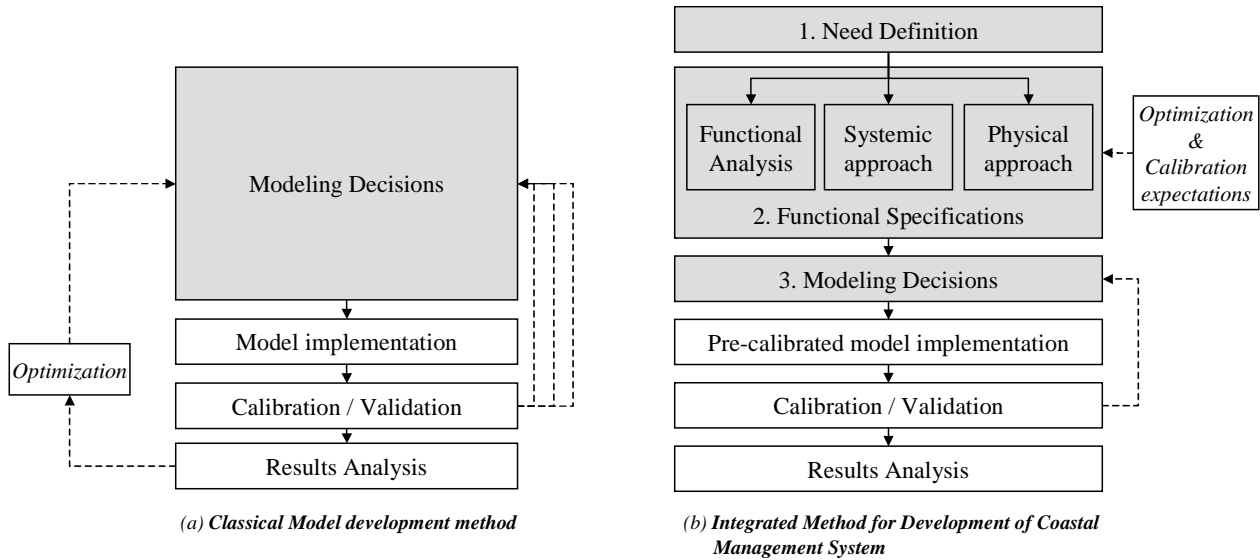 Modeling Decisions
Model implementation
Optimization
Calibration / Validation
Results Analysis
(a) Classical Model development method
1. Need Definition
Functional
Analysis
Systemic
approach
Physical
approach
2. Functional Specifications
Optimization
&
Calibration
expectations
3. Modeling Decisions
Pre-calibrated model implementation
Calibration / Validation
Results Analysis
(b) Integrated Method for Development of Coastal
Management System